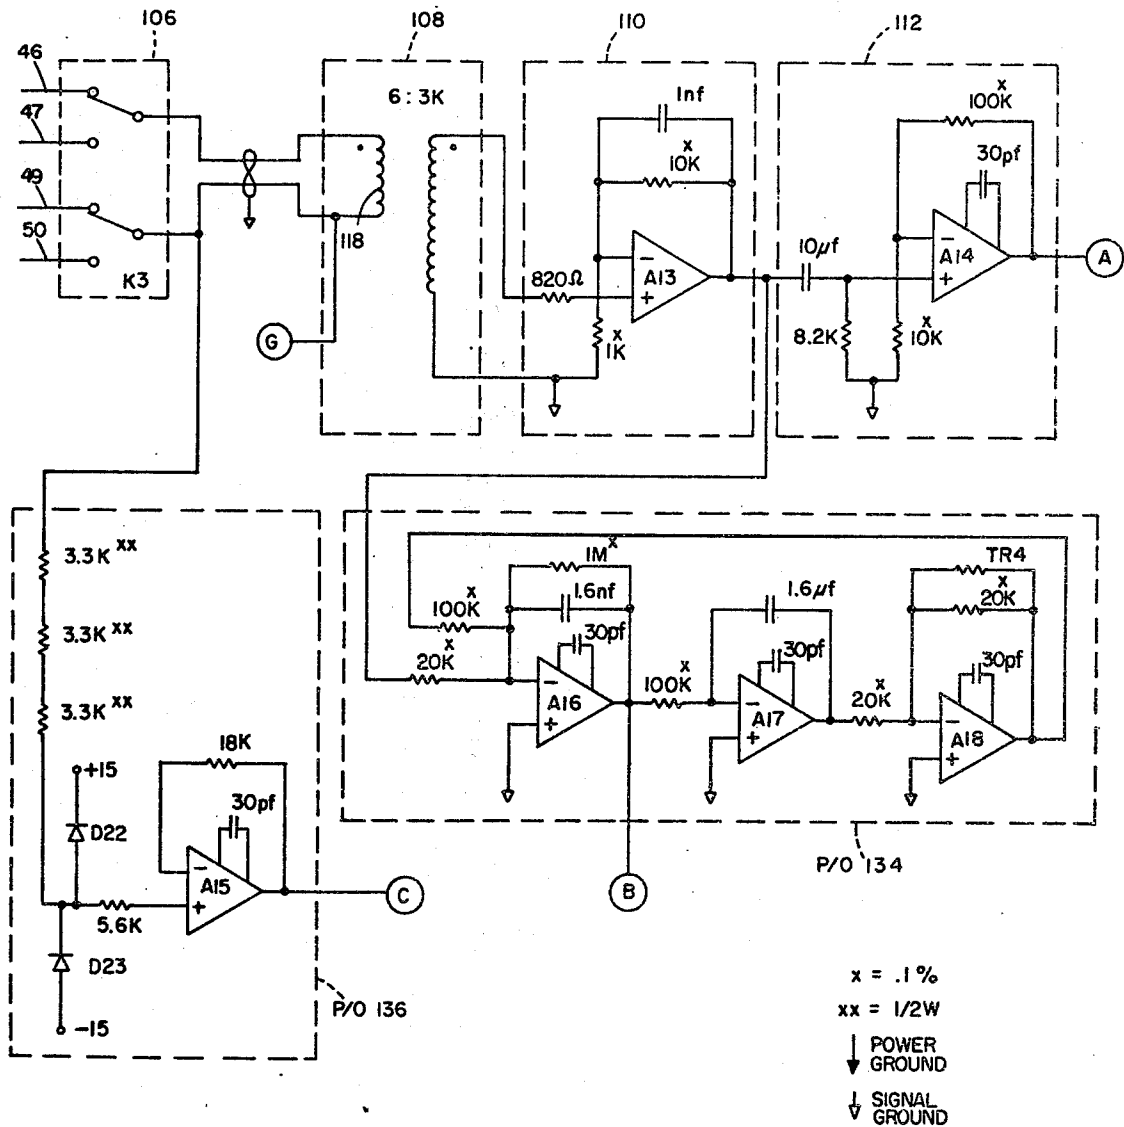 106
108
110
112
46
47
49
50
K3
6:3K
118
G
1nf
x
10K
820Ω
A13
−
+
x
1K
x
100K
30pf
10µf
A14
−
+
8.2K
x
10K
A
3.3K xx
3.3K xx
3.3K xx
+15
D22
18K
30pf
A15
−
+
5.6K
D23
-15
C
P/O 136
1M x
1.6nf
x
100K
x
20K
30pf
A16
−
+
B
x
100K
1.6µf
30pf
A17
−
+
x
20K
TR4
x
20K
30pf
A18
−
+
P/O 134
x = .1%
xx = 1/2W
POWER
GROUND
SIGNAL
GROUND